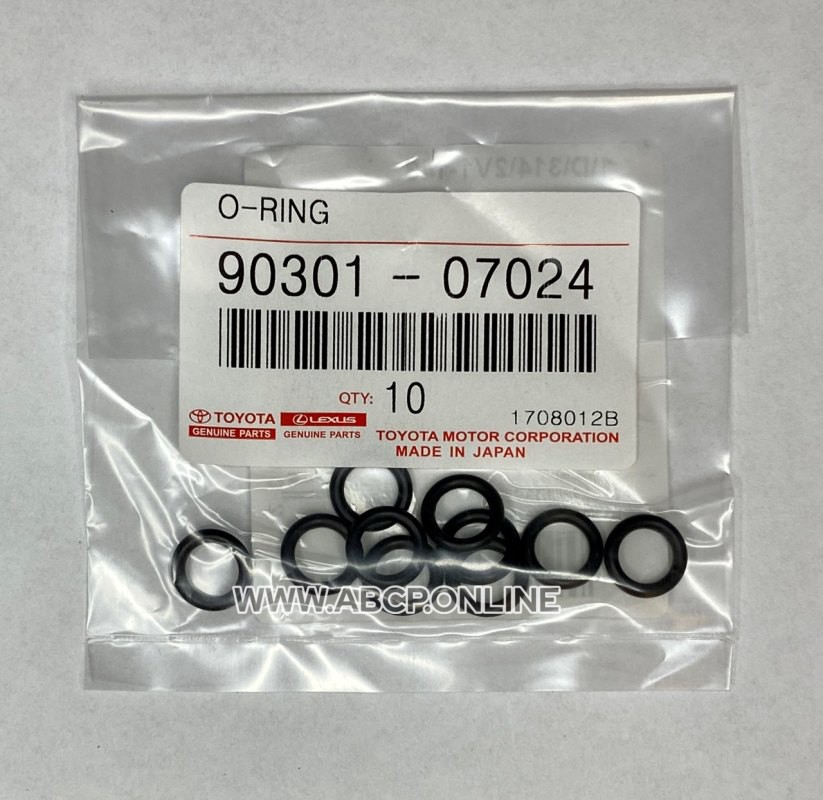 O-RING
90301 - 07024
QTY: 10
1708012B
TOYOTA LEXUS
GENUINE PARTS GENUINE PARTS
TOYOTA MOTOR CORPORATION
MADE IN JAPAN
WWW.ABCP.ONLINE